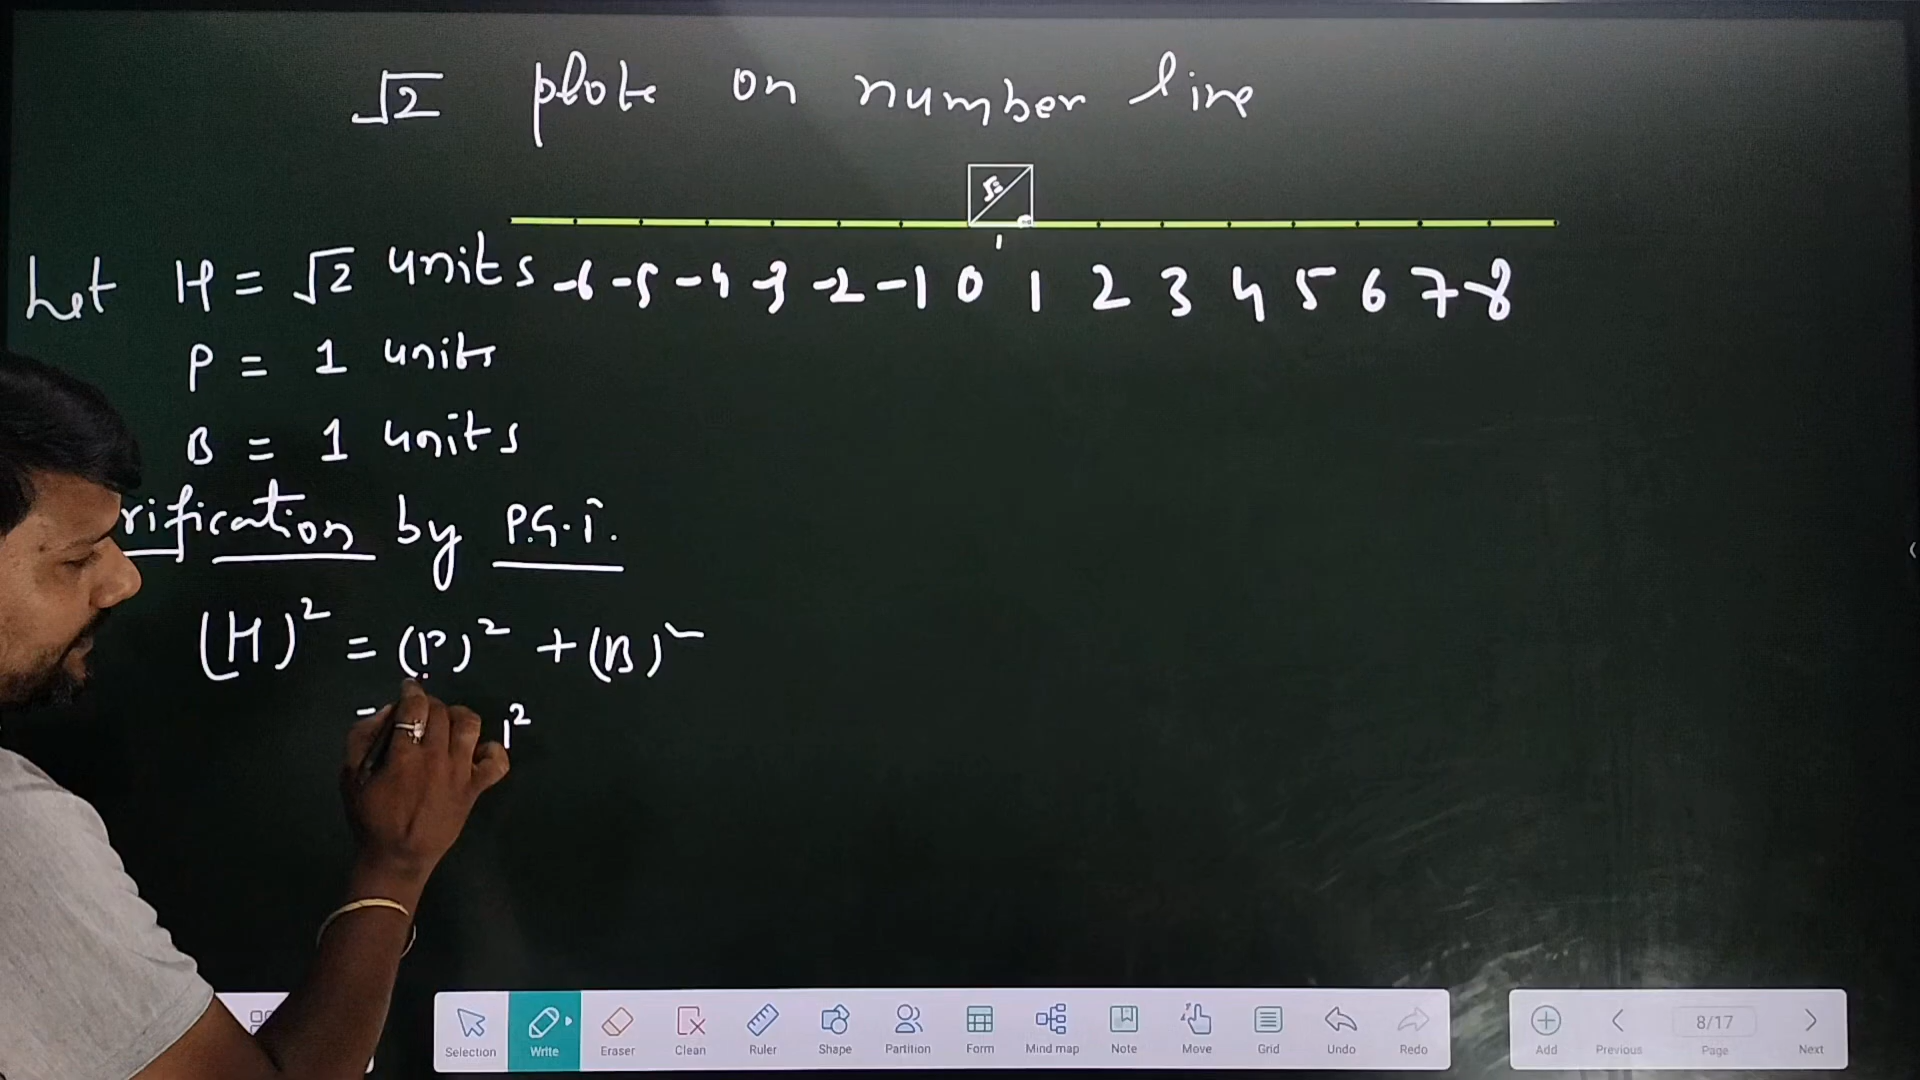 √2 plote on number line
√2
1
Let H = √2 units
-6 -5 -4 -3 -2 -1 0 1 2 3 4 5 6 7 8
P = 1 units
B = 1 units
rification by P.G.T.
(H)² = (P)² + (B)²
= 1²
Selection Write Eraser Clean Ruler Shape Partition Form Mind map Note Move Grid Undo Redo
Add Previous 8/17 Page Next